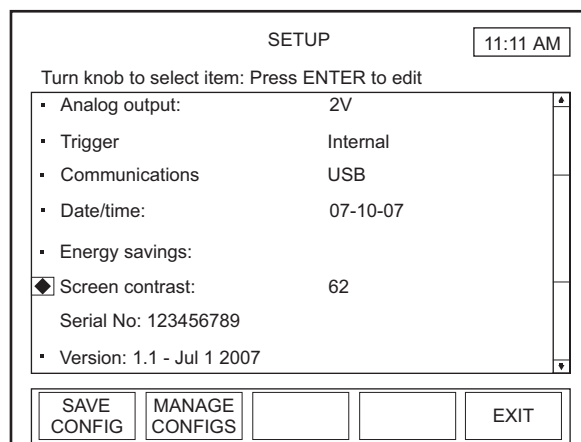 SETUP
11:11 AM
Turn knob to select item: Press ENTER to edit
Analog output: 2V
Trigger Internal
Communications USB
Date/time: 07-10-07
Energy savings:
Screen contrast: 62
Serial No: 123456789
Version: 1.1 - Jul 1 2007
SAVE CONFIG
MANAGE CONFIGS
EXIT